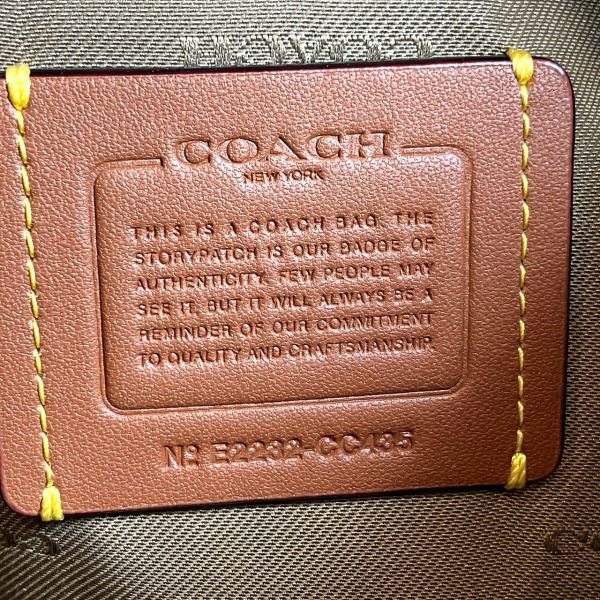 COACH
COACH
NEW YORK
THIS IS A COACH BAG. THE
STORYPATCH IS OUR BADGE OF
AUTHENTICITY. FEW PEOPLE MAY
SEE IT, BUT IT WILL ALWAYS BE A
REMINDER OF OUR COMMITMENT
TO QUALITY AND CRAFTSMANSHIP.
Nº E2232-CC435